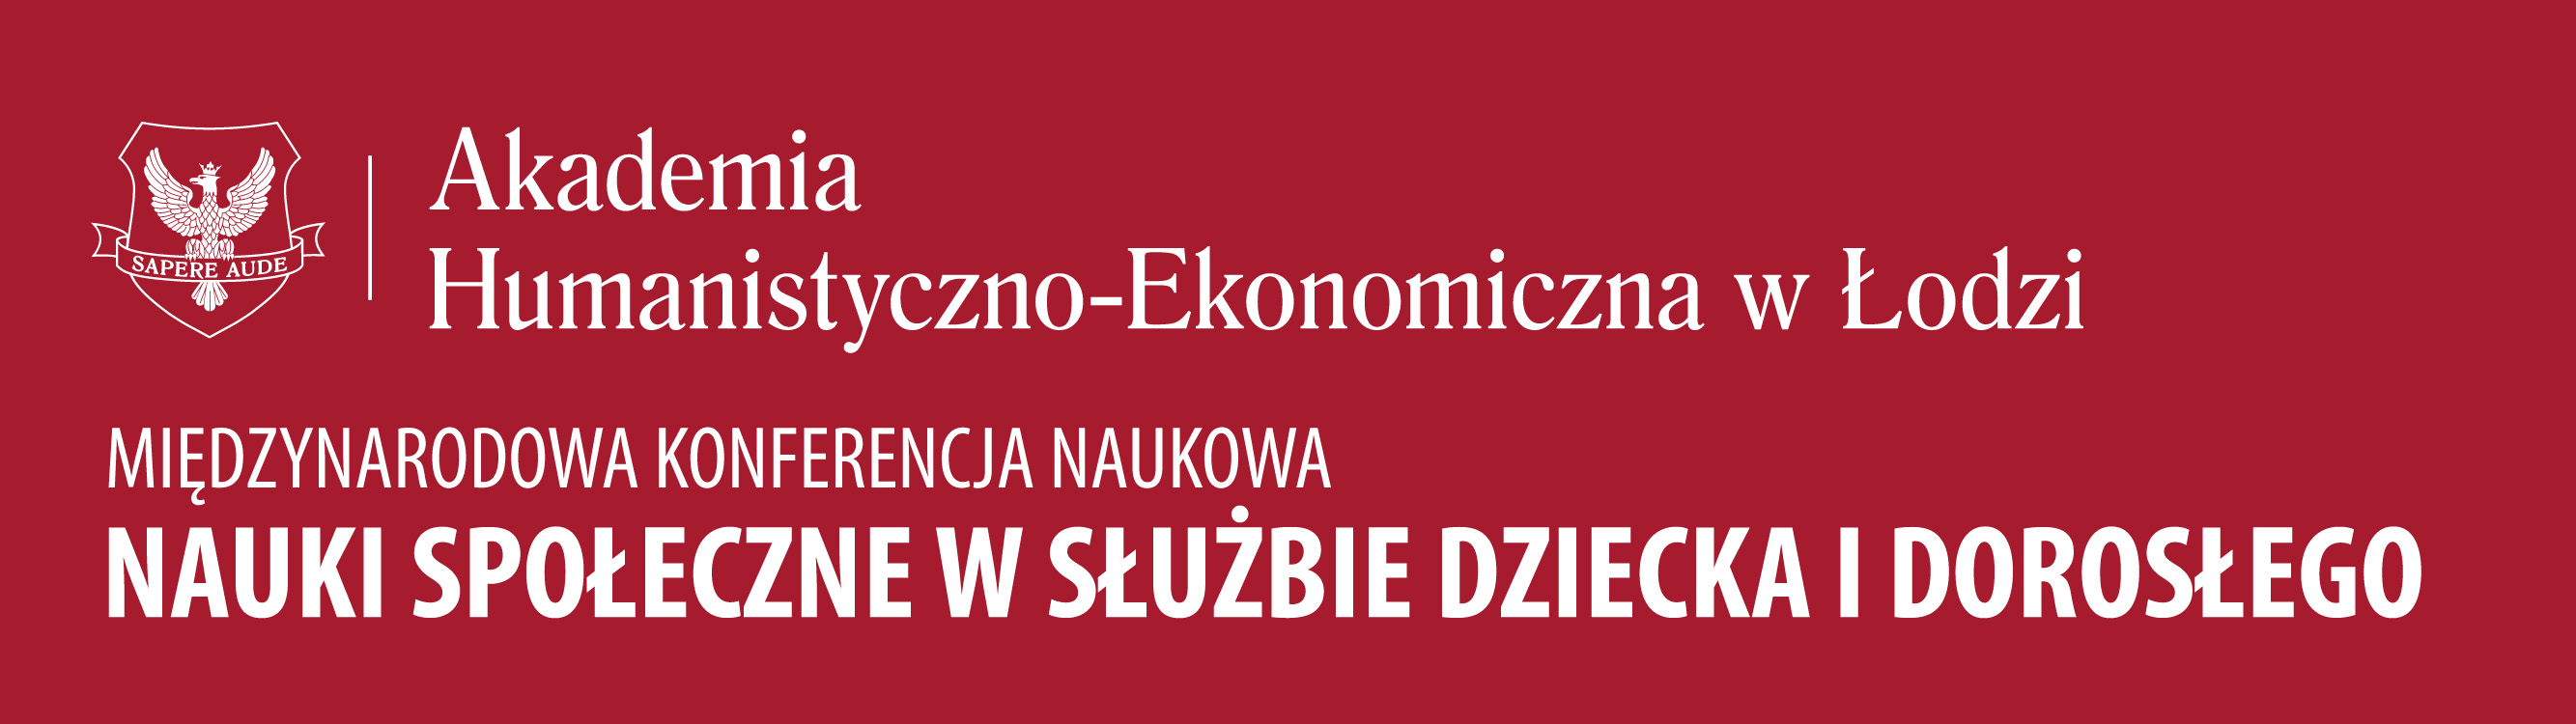 SAPERE AUDE
Akademia
Humanistyczno-Ekonomiczna w Łodzi
MIĘDZYNARODOWA KONFERENCJA NAUKOWA
NAUKI SPOŁECZNE W SŁUŻBIE DZIECKA I DOROSŁEGO